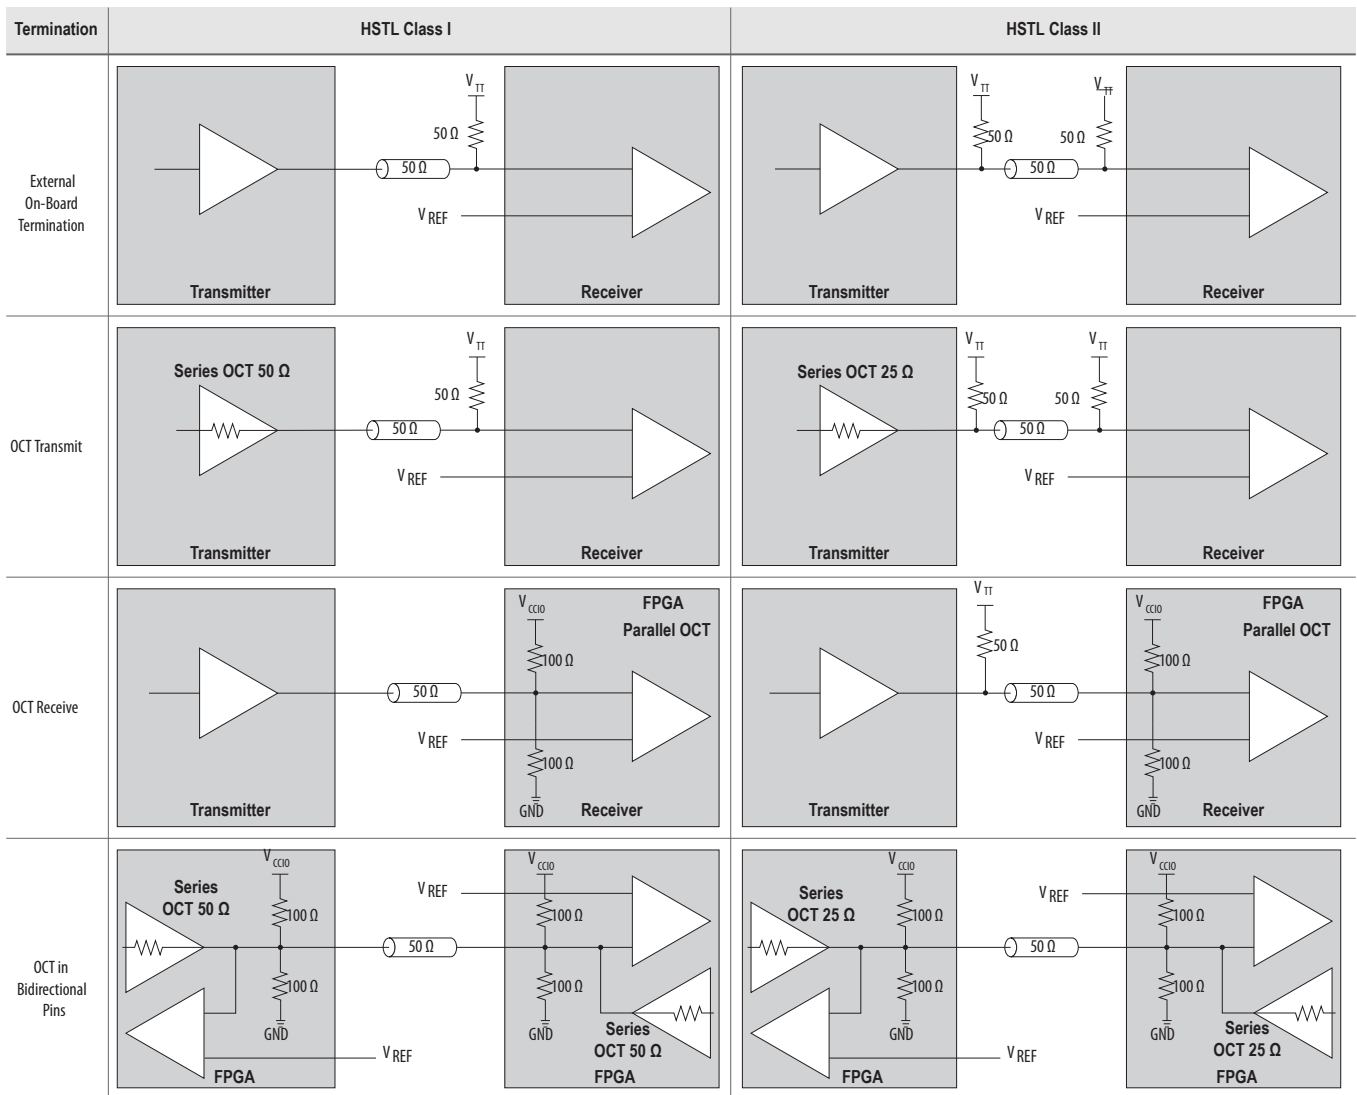 Termination HSTL Class I HSTL Class II
External
On-Board
Termination
V TT
50 Ω
50 Ω
V REF
Transmitter
Receiver
V TT
50 Ω
V TT
50 Ω
50 Ω
V REF
Transmitter
Receiver
OCT Transmit
Series OCT 50 Ω
V TT
50 Ω
50 Ω
V REF
Transmitter
Receiver
Series OCT 25 Ω
V TT
50 Ω
V TT
50 Ω
50 Ω
V REF
Transmitter
Receiver
OCT Receive
50 Ω
V REF
V CCIO
100 Ω
100 Ω
GND
FPGA
Parallel OCT
Transmitter
Receiver
V TT
50 Ω
50 Ω
V REF
V CCIO
100 Ω
100 Ω
GND
FPGA
Parallel OCT
Transmitter
Receiver
OCT in
Bidirectional
Pins
Series
OCT 50 Ω
V CCIO
100 Ω
100 Ω
GND
V REF
FPGA
50 Ω
V REF
V CCIO
100 Ω
100 Ω
GND
Series
OCT 50 Ω
FPGA
Series
OCT 25 Ω
V CCIO
100 Ω
100 Ω
GND
V REF
FPGA
50 Ω
V REF
V CCIO
100 Ω
100 Ω
GND
Series
OCT 25 Ω
FPGA